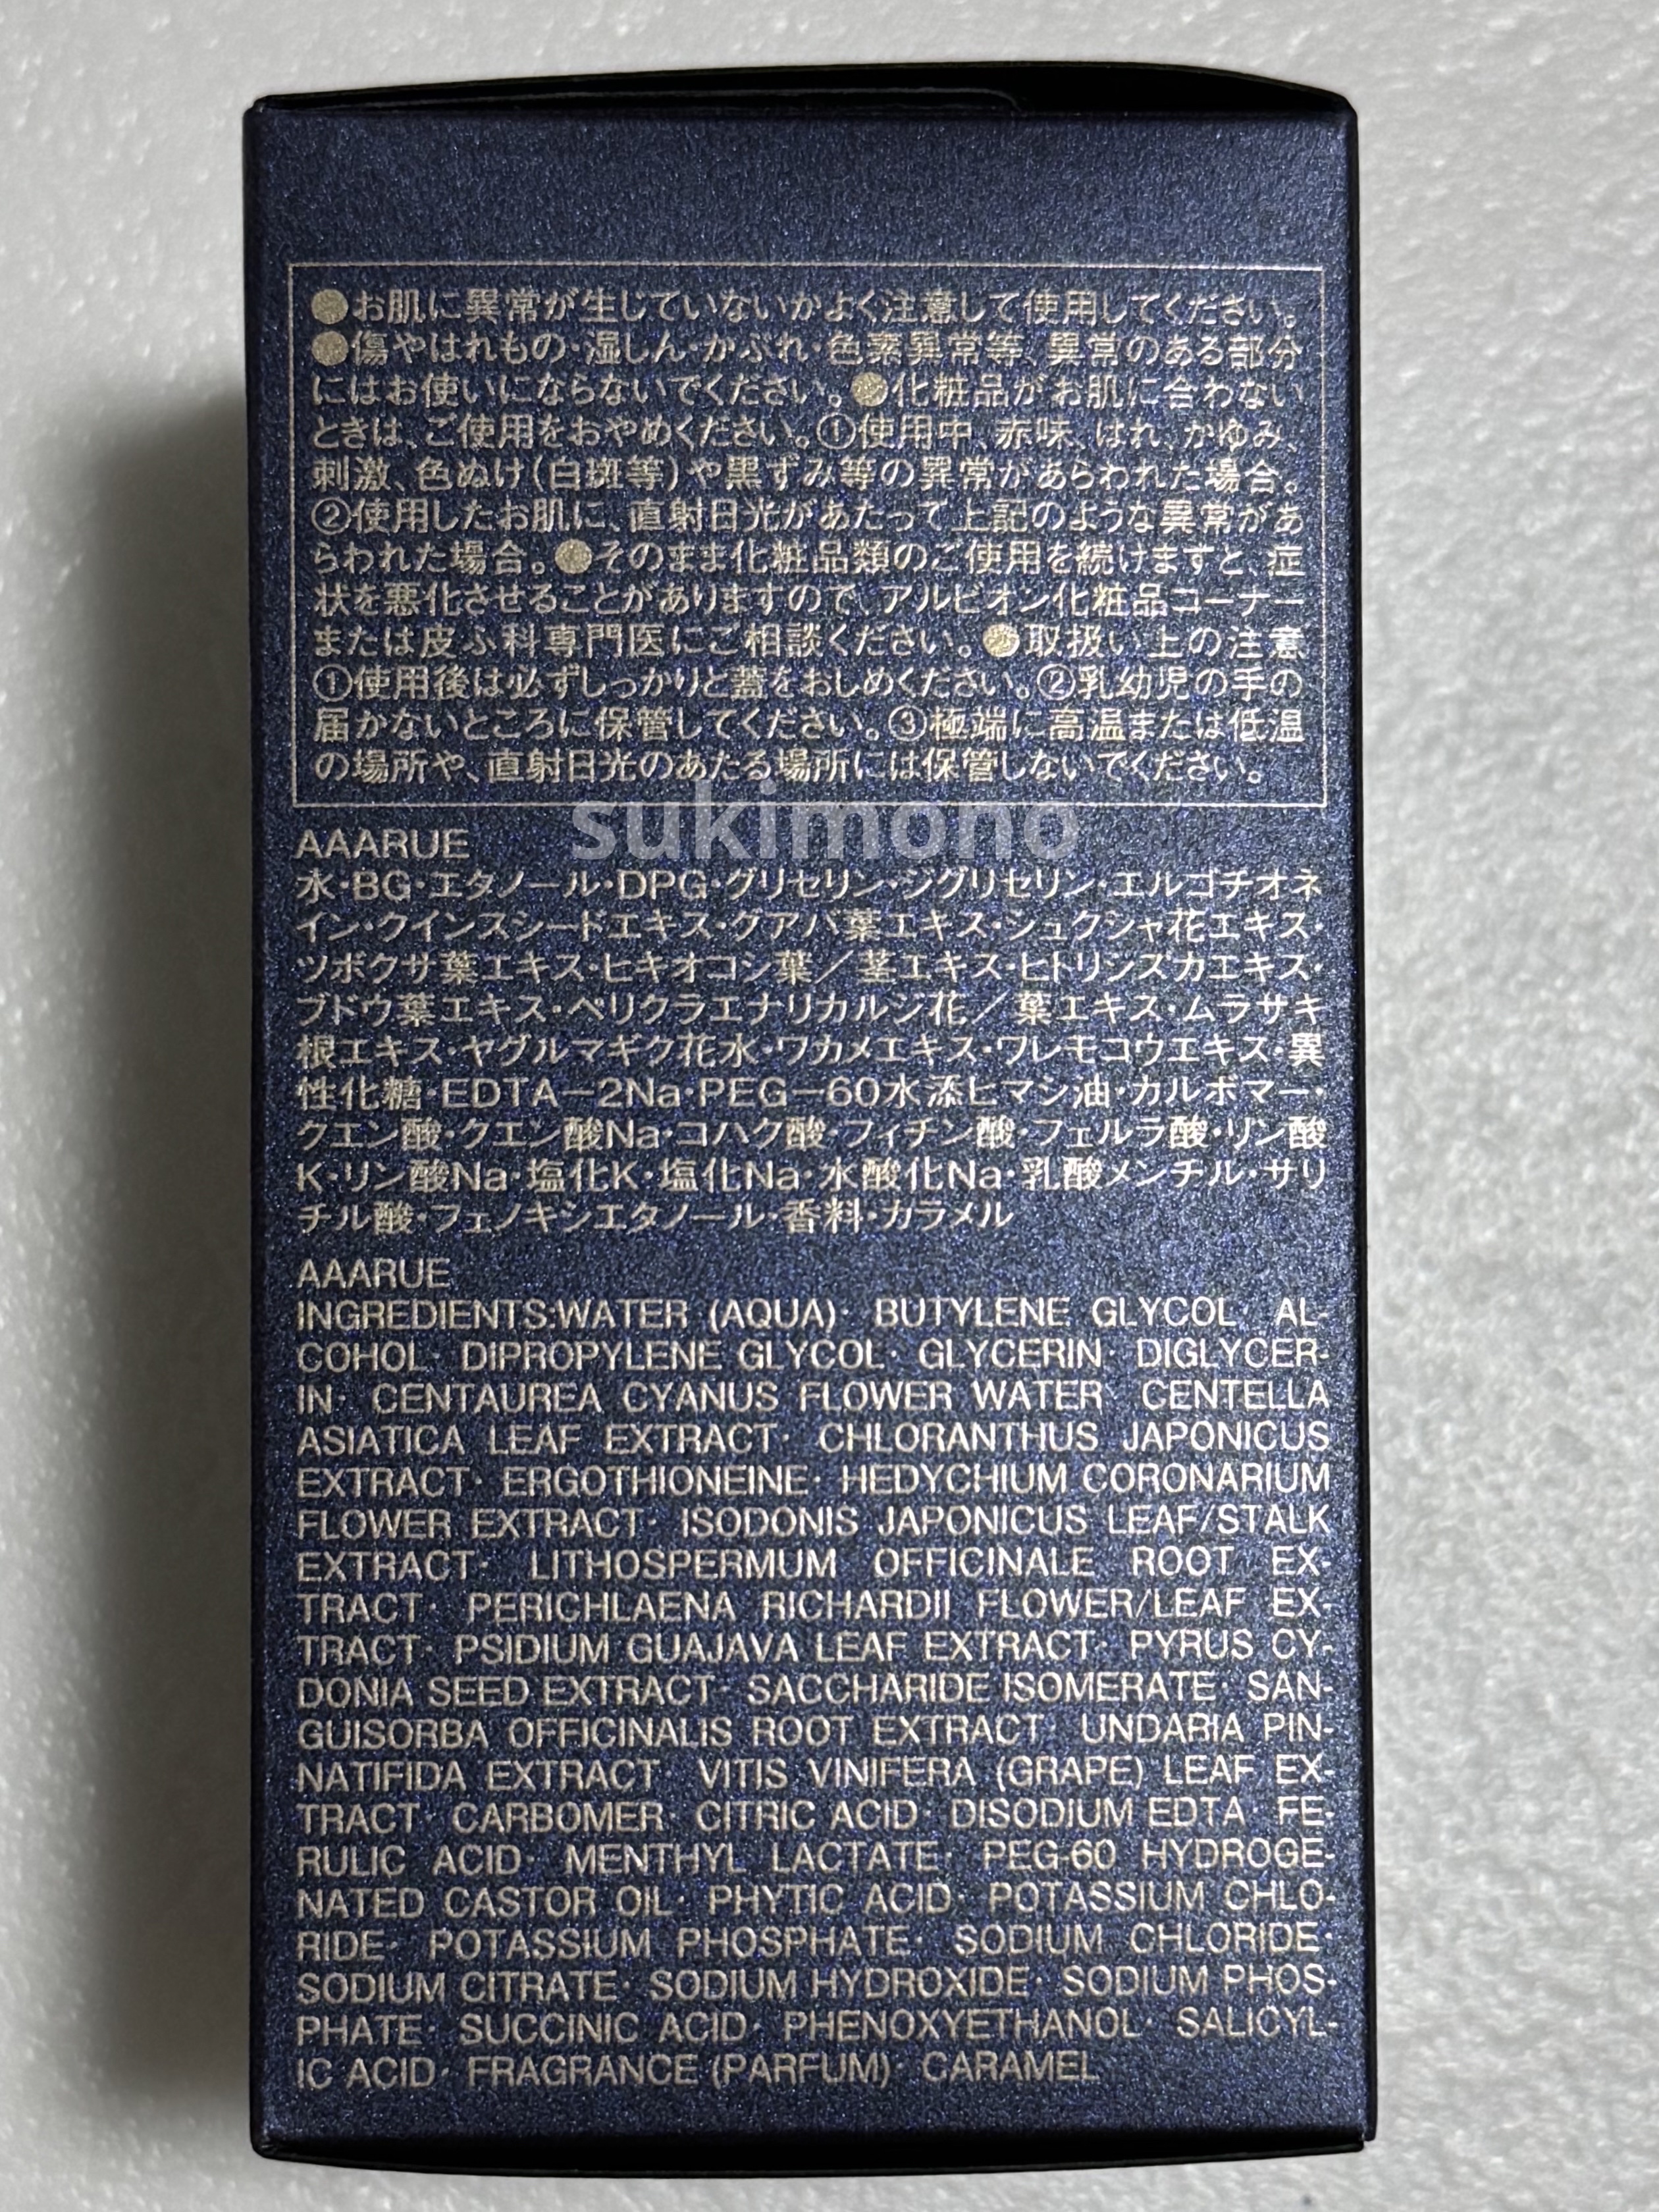 ●お肌に異常が生じていないかよく注意して使用してください。
●傷やはれもの・湿しん・かぶれ・色素異常等、異常のある部分
にはお使いにならないでください。●化粧品がお肌に合わない
ときは、ご使用をおやめください。①使用中、赤味、はれ、かゆみ、
刺激、色ぬけ(白斑等)や黒ずみ等の異常があらわれた場合。
②使用したお肌に、直射日光があたって上記のような異常があ
らわれた場合。●そのまま化粧品類のご使用を続けますと、症
状を悪化させることがありますので、アルビオン化粧品コーナー
または皮ふ科専門医にご相談ください。●取扱い上の注意
①使用後は必ずしっかりと蓋をおしめください。②乳幼児の手の
届かないところに保管してください。③極端に高温または低温
の場所や、直射日光のあたる場所には保管しないでください。
sukimono
AAARUE
水・BG・エタノール・DPG・グリセリン・ジグリセリン・エルゴチオネ
イン・クインスシードエキス・グアバ葉エキス・シュクシャ花エキス・
ツボクサ葉エキス・ヒキオコシ葉／茎エキス・ヒトリシズカエキス・
ブドウ葉エキス・ペリクラエナリカルジ花／葉エキス・ムラサキ
根エキス・ヤグルマギク花水・ワカメエキス・ワレモコウエキス・異
性化糖・EDTA－2Na・PEG－60水添ヒマシ油・カルボマー・
クエン酸・クエン酸Na・コハク酸・フィチン酸・フェルラ酸・リン酸
K・リン酸Na・塩化K・塩化Na・水酸化Na・乳酸メンチル・サリ
チル酸・フェノキシエタノール・香料・カラメル
AAARUE
INGREDIENTS:WATER (AQUA)・ BUTYLENE GLYCOL・ AL-
COHOL・ DIPROPYLENE GLYCOL・ GLYCERIN・ DIGLYCER-
IN・ CENTAUREA CYANUS FLOWER WATER・ CENTELLA
ASIATICA LEAF EXTRACT・ CHLORANTHUS JAPONICUS
EXTRACT・ ERGOTHIONEINE・ HEDYCHIUM CORONARIUM
FLOWER EXTRACT・ ISODONIS JAPONICUS LEAF/STALK
EXTRACT・ LITHOSPERMUM OFFICINALE ROOT EX-
TRACT・ PERICHLAENA RICHARDII FLOWER/LEAF EX-
TRACT・ PSIDIUM GUAJAVA LEAF EXTRACT・ PYRUS CY-
DONIA SEED EXTRACT・ SACCHARIDE ISOMERATE・ SAN-
GUISORBA OFFICINALIS ROOT EXTRACT・ UNDARIA PIN-
NATIFIDA EXTRACT・ VITIS VINIFERA (GRAPE) LEAF EX-
TRACT・ CARBOMER・ CITRIC ACID・ DISODIUM EDTA・ FE-
RULIC ACID・ MENTHYL LACTATE・ PEG-60 HYDROGE-
NATED CASTOR OIL・ PHYTIC ACID・ POTASSIUM CHLO-
RIDE・ POTASSIUM PHOSPHATE・ SODIUM CHLORIDE・
SODIUM CITRATE・ SODIUM HYDROXIDE・ SODIUM PHOS-
PHATE・ SUCCINIC ACID・ PHENOXYETHANOL・ SALICYL-
IC ACID・ FRAGRANCE (PARFUM)・ CARAMEL